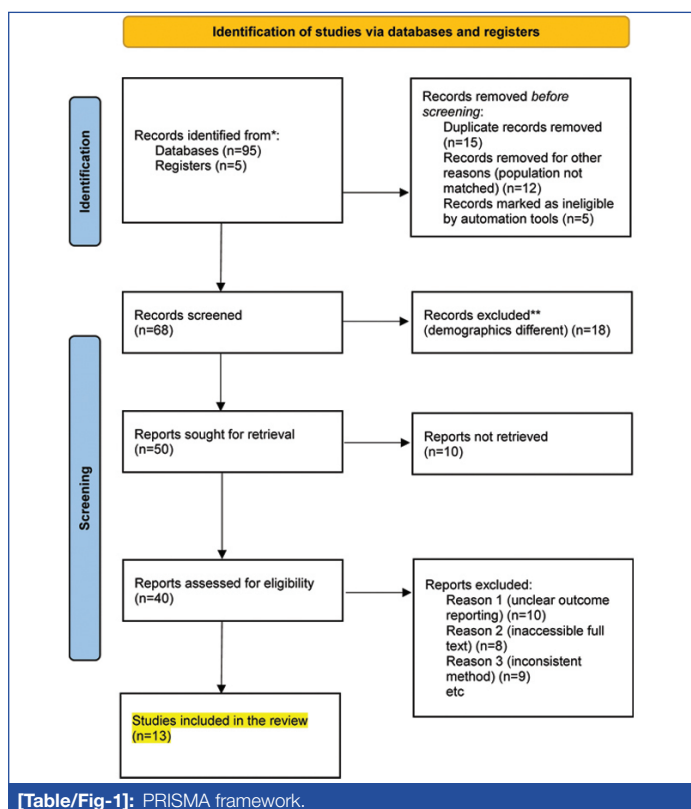 Identification of studies via databases and registers
Identification
Records identified from*:
Databases (n=95)
Registers (n=5)
Records removed before
screening:
Duplicate records removed
(n=15)
Records removed for other
reasons (population not
matched) (n=12)
Records marked as ineligible
by automation tools (n=5)
Screening
Records screened
(n=68)
Records excluded**
(demographics different) (n=18)
Reports sought for retrieval
(n=50)
Reports not retrieved
(n=10)
Reports assessed for eligibility
(n=40)
Reports excluded:
Reason 1 (unclear outcome
reporting) (n=10)
Reason 2 (inaccessible full
text) (n=8)
Reason 3 (inconsistent
method) (n=9)
etc
Studies included in the review
(n=13)
[Table/Fig-1]: PRISMA framework.